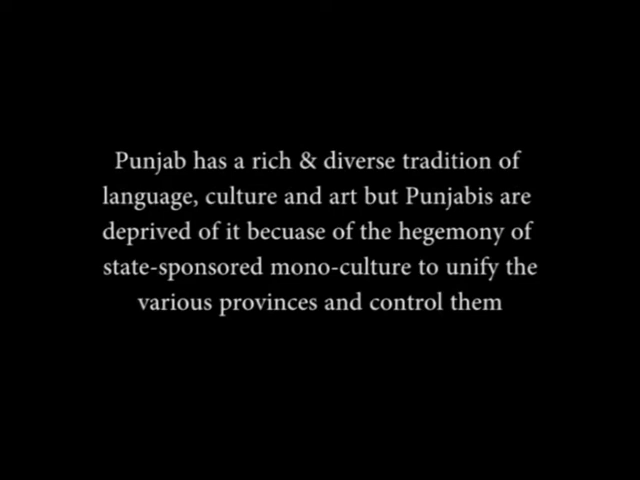 Punjab has a rich & diverse tradition of
language, culture and art but Punjabis are
deprived of it becuase of the hegemony of
state-sponsored mono-culture to unify the
various provinces and control them